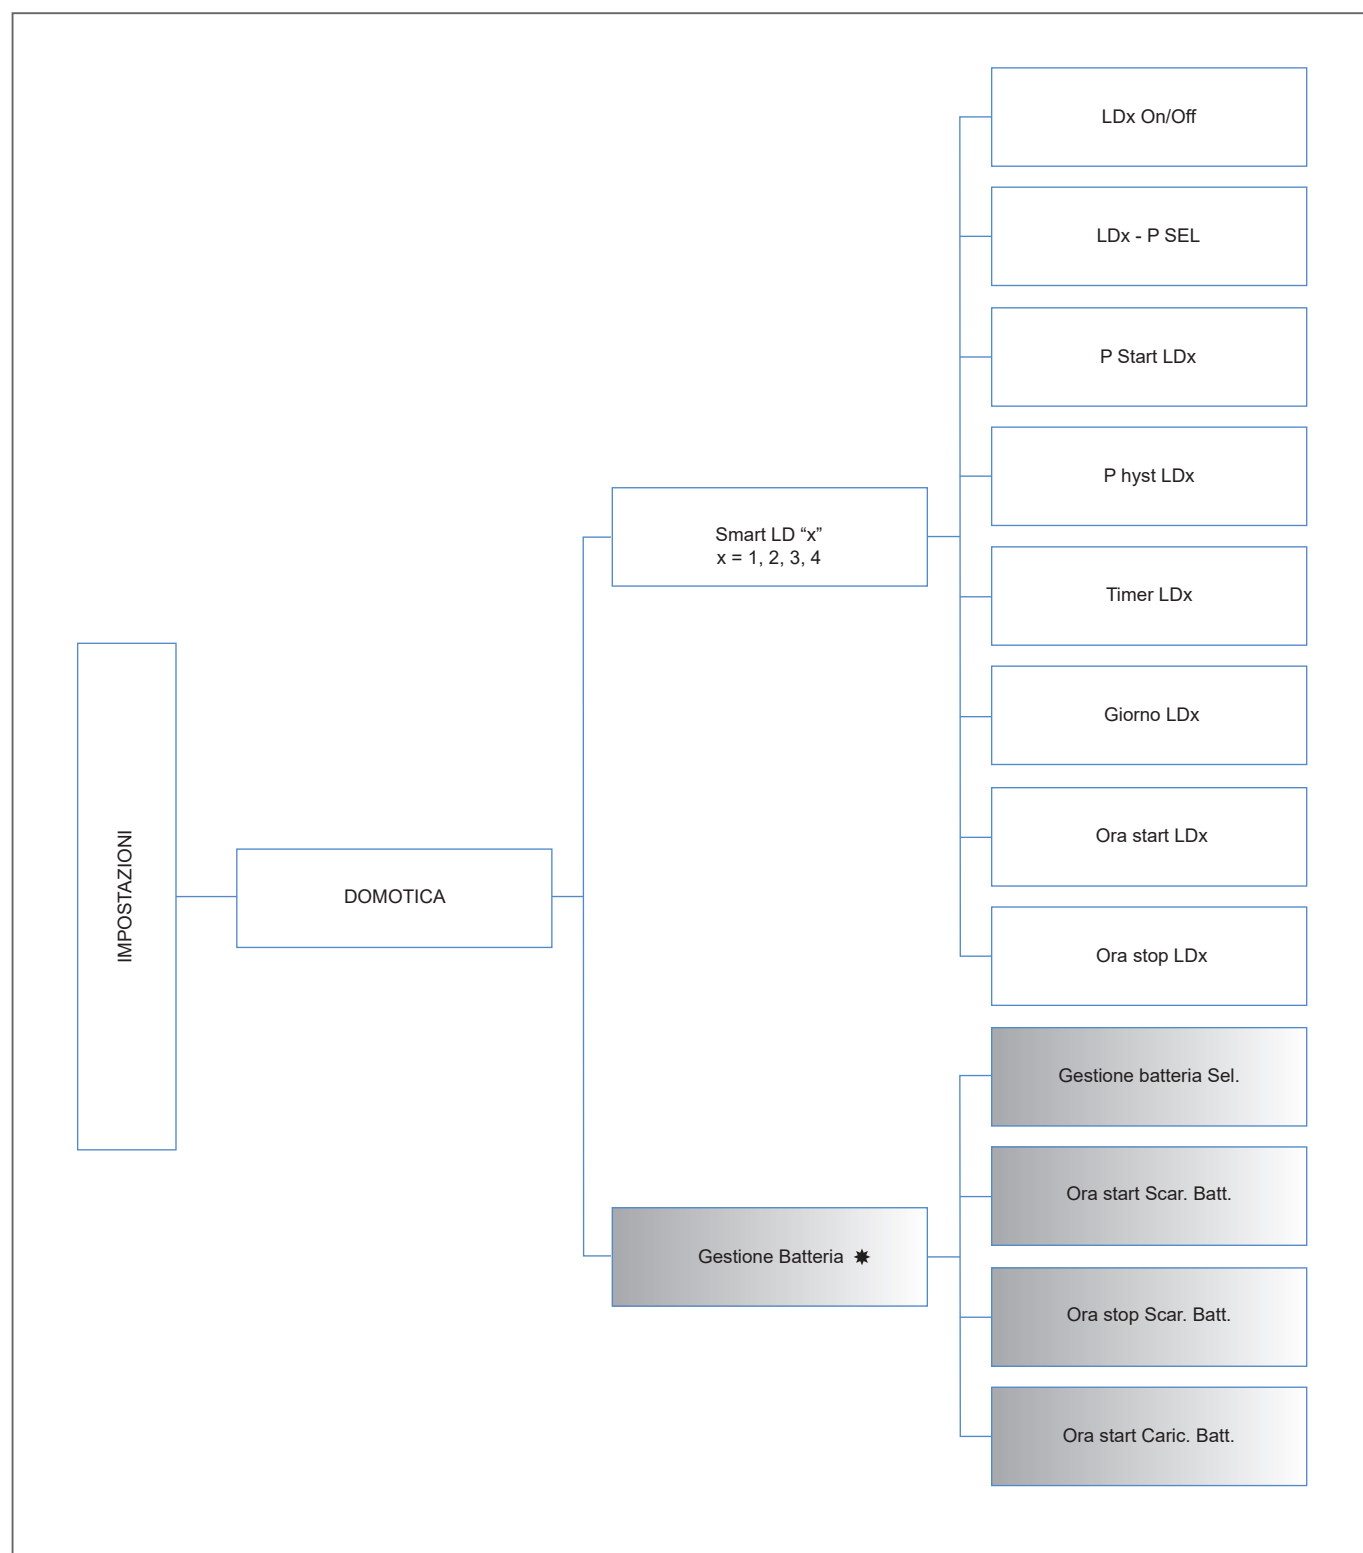 IMPOSTAZIONI
DOMOTICA
Smart LD “x”
x = 1, 2, 3, 4
LDx On/Off
LDx - P SEL
P Start LDx
P hyst LDx
Timer LDx
Giorno LDx
Ora start LDx
Ora stop LDx
Gestione Batteria ✸
Gestione batteria Sel.
Ora start Scar. Batt.
Ora stop Scar. Batt.
Ora start Caric. Batt.